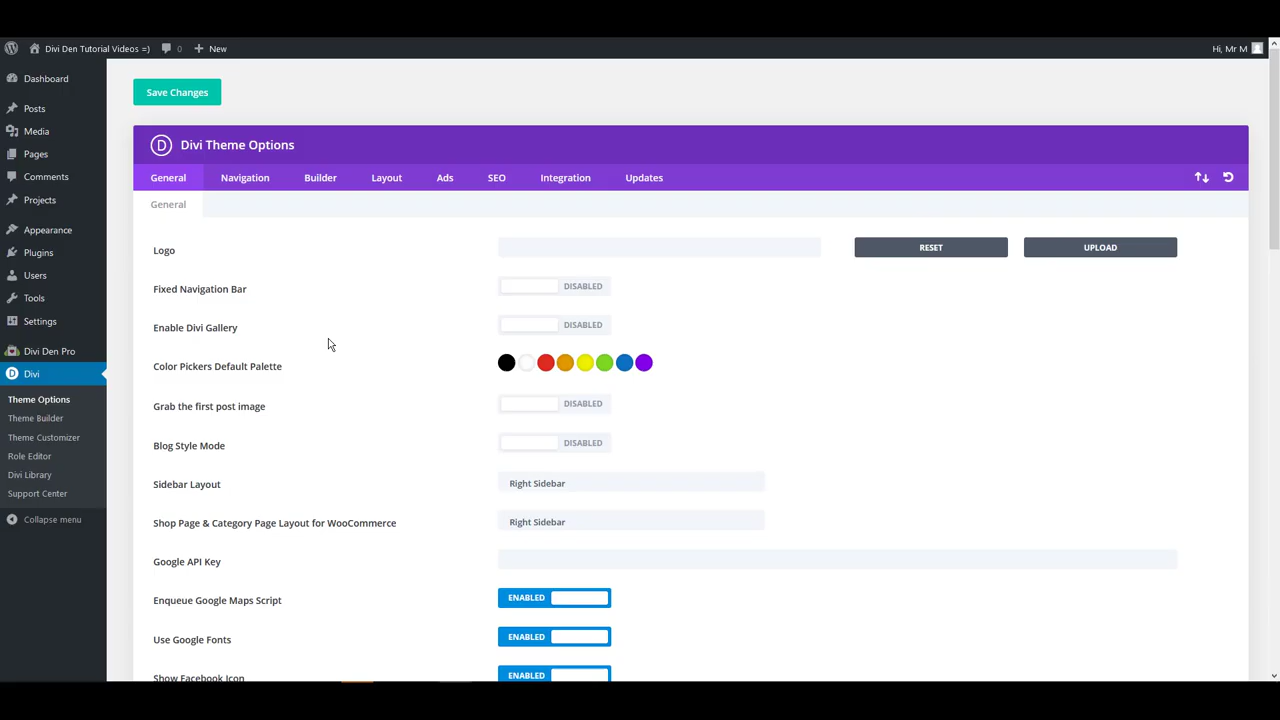 Divi Den Tutorial Videos =) 0 New Hi, Mr M
Dashboard
Posts
Media
Pages
Comments
Projects
Appearance
Plugins
Users
Tools
Settings
Divi Den Pro
D Divi
Theme Options
Theme Builder
Theme Customizer
Role Editor
Divi Library
Support Center
Collapse menu
Save Changes
D Divi Theme Options
General Navigation Builder Layout Ads SEO Integration Updates
General
Logo RESET UPLOAD
Fixed Navigation Bar DISABLED
Enable Divi Gallery DISABLED
Color Pickers Default Palette
Grab the first post image DISABLED
Blog Style Mode DISABLED
Sidebar Layout Right Sidebar
Shop Page & Category Page Layout for WooCommerce Right Sidebar
Google API Key
Enqueue Google Maps Script ENABLED
Use Google Fonts ENABLED
Show Facebook Icon ENABLED